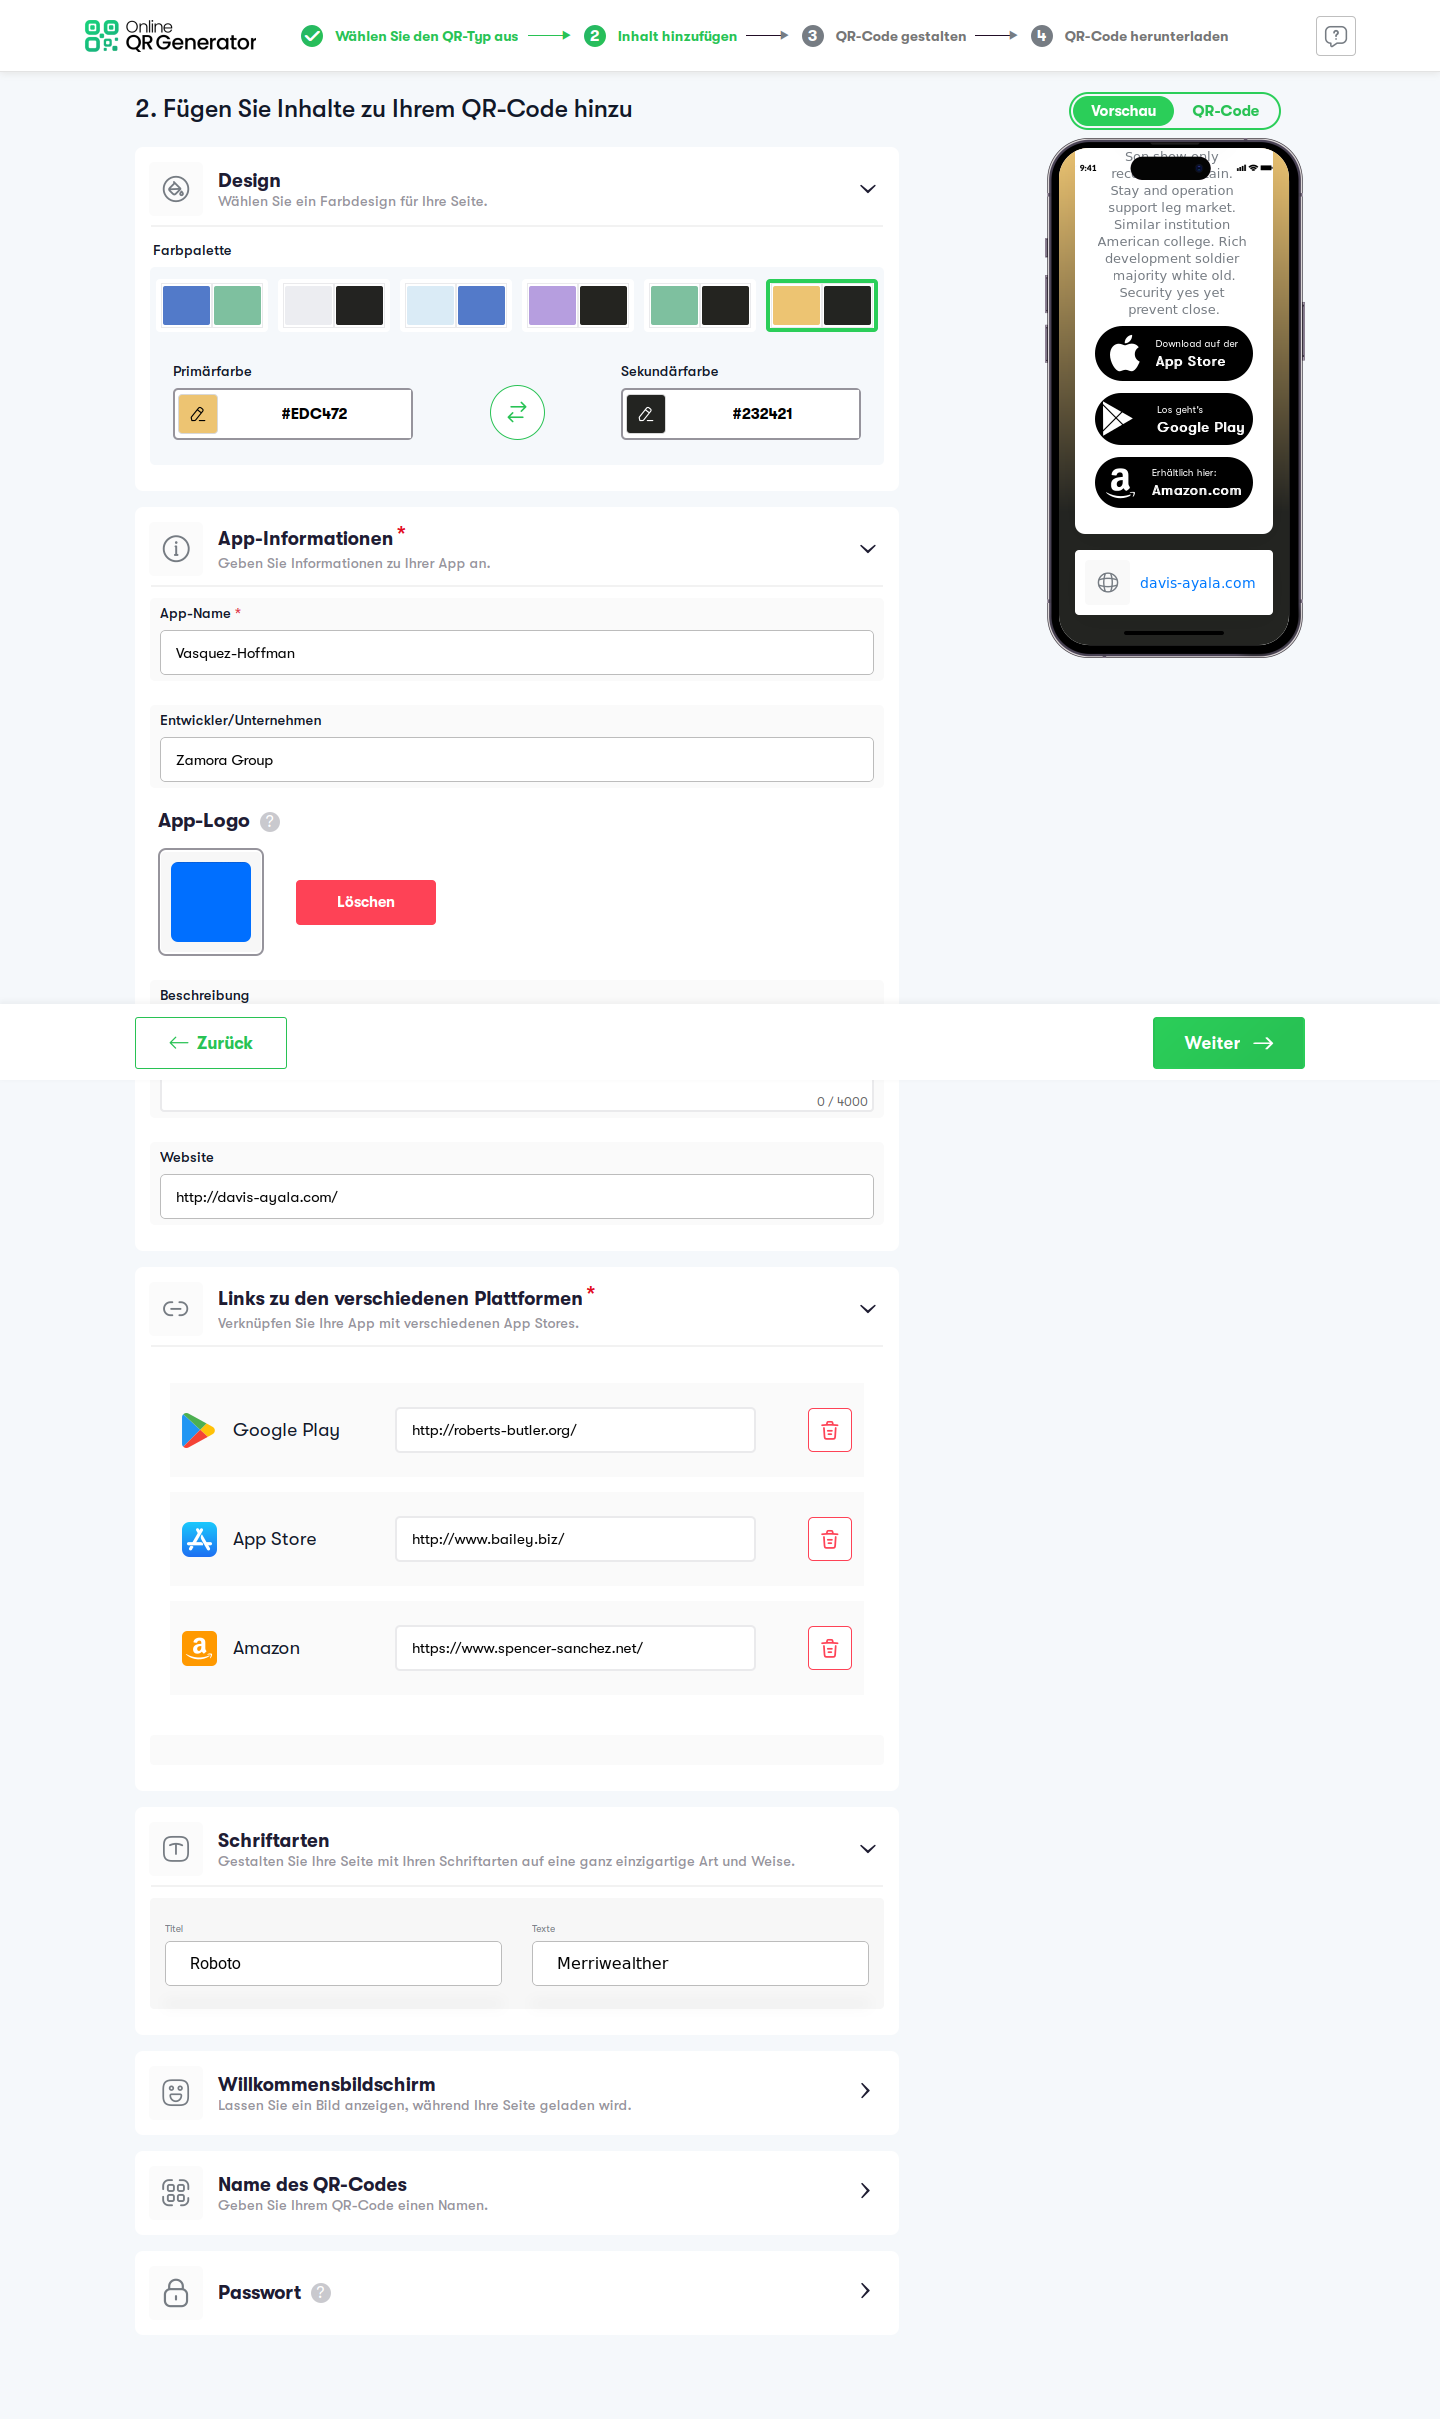 Online
QR Generator
Wählen Sie den QR-Typ aus
2 Inhalt hinzufügen
3 QR-Code gestalten
4 QR-Code herunterladen
2. Fügen Sie Inhalte zu Ihrem QR-Code hinzu
Vorschau QR-Code
Design
Wählen Sie ein Farbdesign für Ihre Seite.
Farbpalette
Primärfarbe
#EDC472
Sekundärfarbe
#232421
9:41
Son show only
Stay and operation
support leg market.
Similar institution
American college. Rich
development soldier
majority white old.
Security yes yet
prevent close.
Download auf der
App Store
Los geht's
Google Play
Erhältlich hier:
Amazon.com
davis-ayala.com
App-Informationen *
Geben Sie Informationen zu Ihrer App an.
App-Name *
Vasquez-Hoffman
Entwickler/Unternehmen
Zamora Group
App-Logo ?
Löschen
Beschreibung
Zurück
Weiter
0 / 4000
Website
http://davis-ayala.com/
Links zu den verschiedenen Plattformen *
Verknüpfen Sie Ihre App mit verschiedenen App Stores.
Google Play http://roberts-butler.org/
App Store http://www.bailey.biz/
Amazon https://www.spencer-sanchez.net/
Schriftarten
Gestalten Sie Ihre Seite mit Ihren Schriftarten auf eine ganz einzigartige Art und Weise.
Titel
Roboto
Texte
Merriwealther
Willkommensbildschirm
Lassen Sie ein Bild anzeigen, während Ihre Seite geladen wird.
Name des QR-Codes
Geben Sie Ihrem QR-Code einen Namen.
Passwort ?